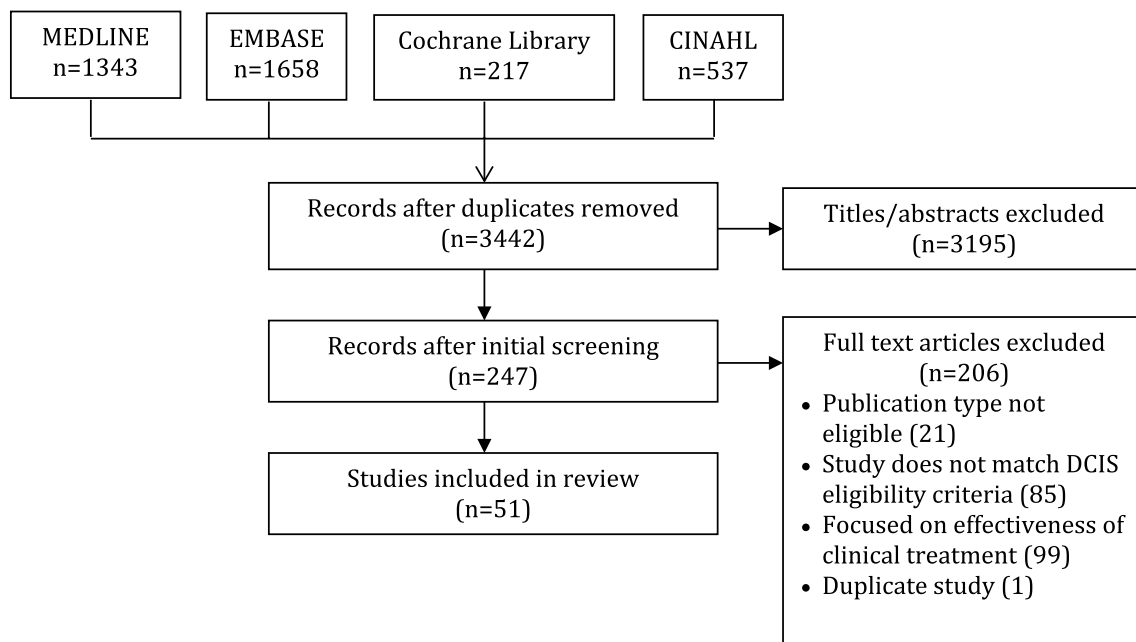 MEDLINE
n=1343
EMBASE
n=1658
Cochrane Library
n=217
CINAHL
n=537
Records after duplicates removed
(n=3442)
Titles/abstracts excluded
(n=3195)
Records after initial screening
(n=247)
Full text articles excluded
(n=206)
• Publication type not
eligible (21)
• Study does not match DCIS
eligibility criteria (85)
• Focused on effectiveness of
clinical treatment (99)
• Duplicate study (1)
Studies included in review
(n=51)